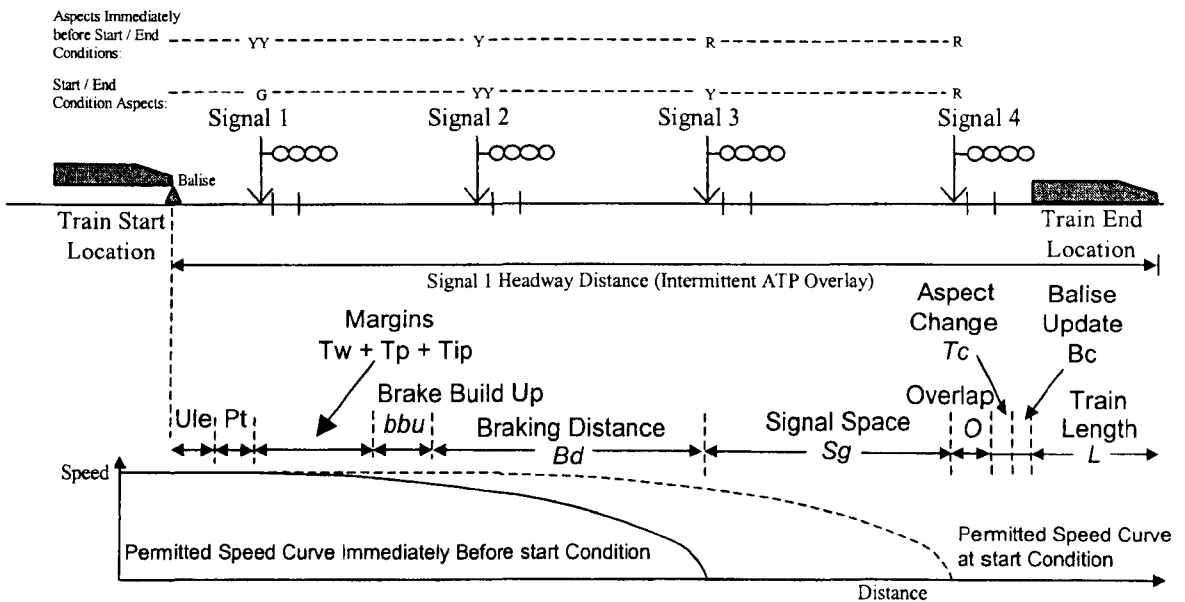 Aspects Immediately
before Start / End
Conditions:
YY
Y
R
R
Start / End
Condition Aspects:
G
YY
Y
R
Signal 1
Signal 2
Signal 3
Signal 4
Balise
Train Start
Location
Train End
Location
Signal 1 Headway Distance (Intermittent ATP Overlay)
Margins
Tw + Tp + Tip
Aspect
Change
Tc
Balise
Update
Bc
Ule
Pt
Brake Build Up
bbu
Braking Distance
Bd
Signal Space
Sg
Overlap
O
Train
Length
L
Speed
Permitted Speed Curve Immediately Before start Condition
Permitted Speed Curve
at start Condition
Distance